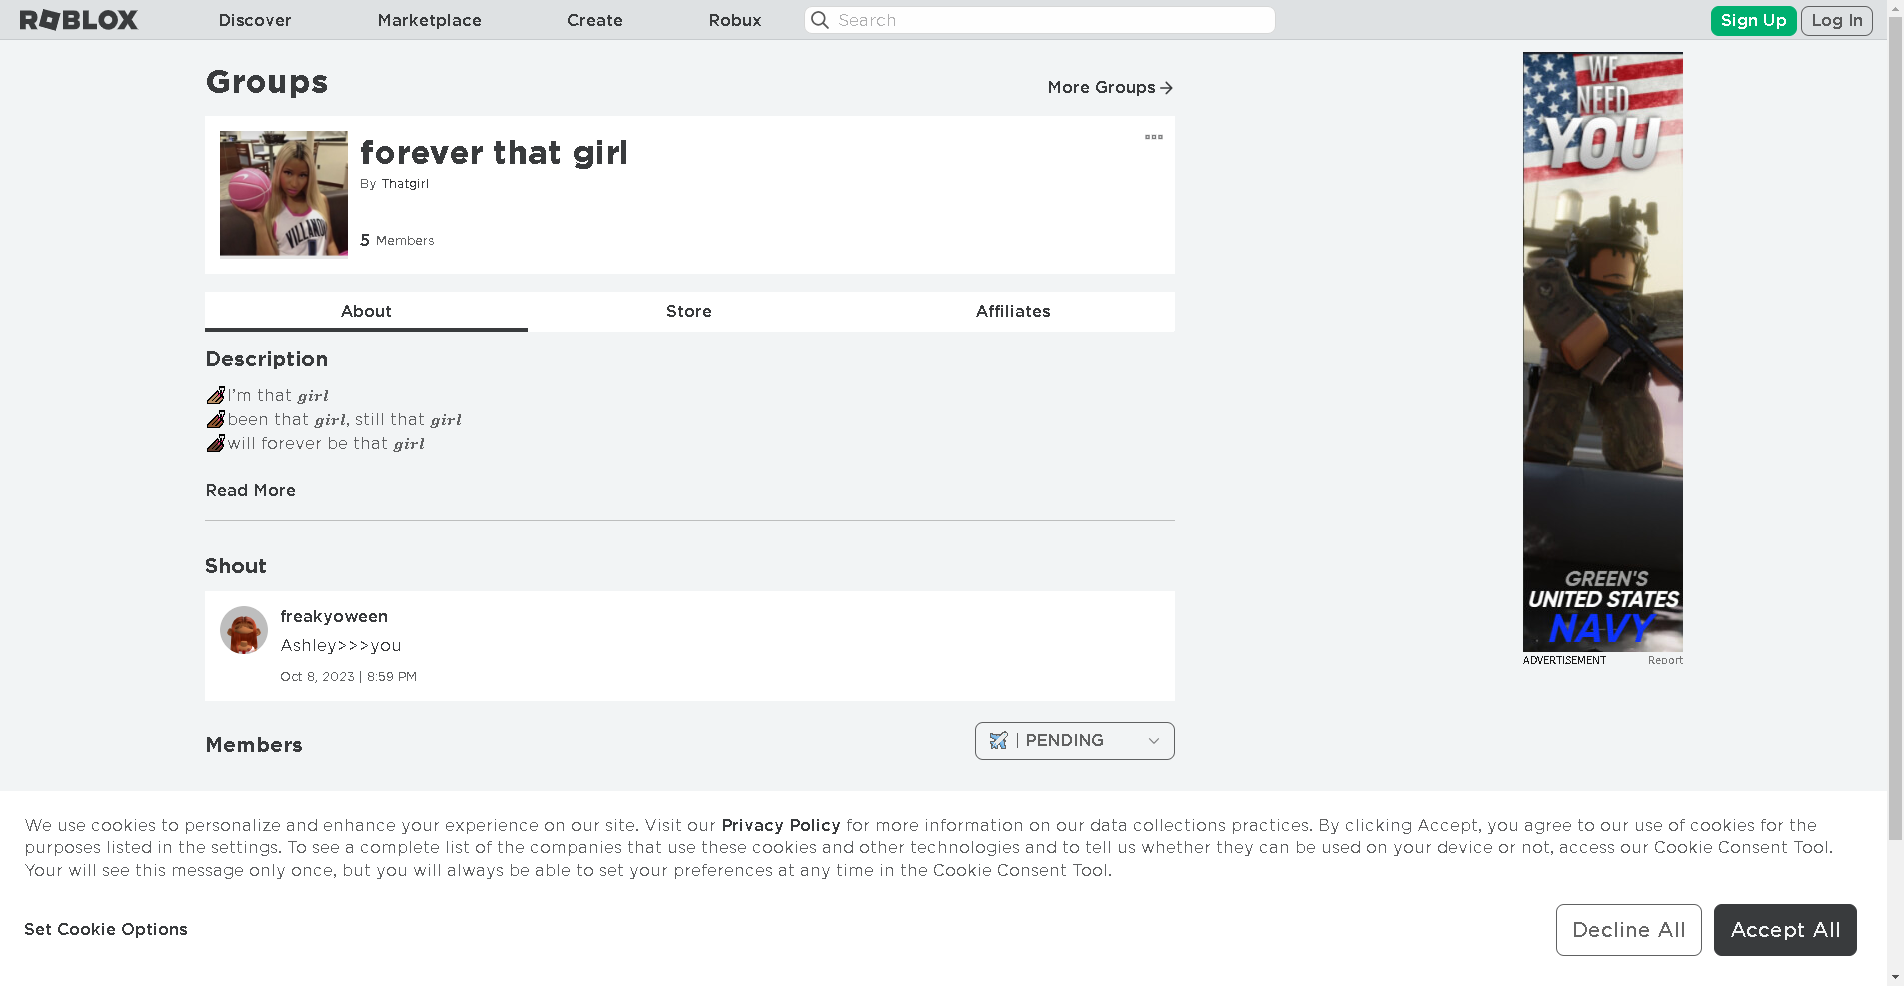 ROBLOX
Discover
Marketplace
Create
Robux
Search
Sign Up
Log In
Groups
More Groups
forever that girl
By Thatgirl
5 Members
VILLANOV
1
About
Store
Affiliates
Description
I'm that 𝒈𝒊𝒓𝒍
been that 𝒈𝒊𝒓𝒍, still that 𝒈𝒊𝒓𝒍
will forever be that 𝒈𝒊𝒓𝒍
Read More
Shout
freakyoween
Ashley>>>you
Oct 8, 2023 | 8:59 PM
Members
| PENDING
WE
NEED
YOU
GREEN'S
UNITED STATES
NAVY
ADVERTISEMENT
Report
We use cookies to personalize and enhance your experience on our site. Visit our Privacy Policy for more information on our data collections practices. By clicking Accept, you agree to our use of cookies for the
purposes listed in the settings. To see a complete list of the companies that use these cookies and other technologies and to tell us whether they can be used on your device or not, access our Cookie Consent Tool.
Your will see this message only once, but you will always be able to set your preferences at any time in the Cookie Consent Tool.
Set Cookie Options
Decline All
Accept All